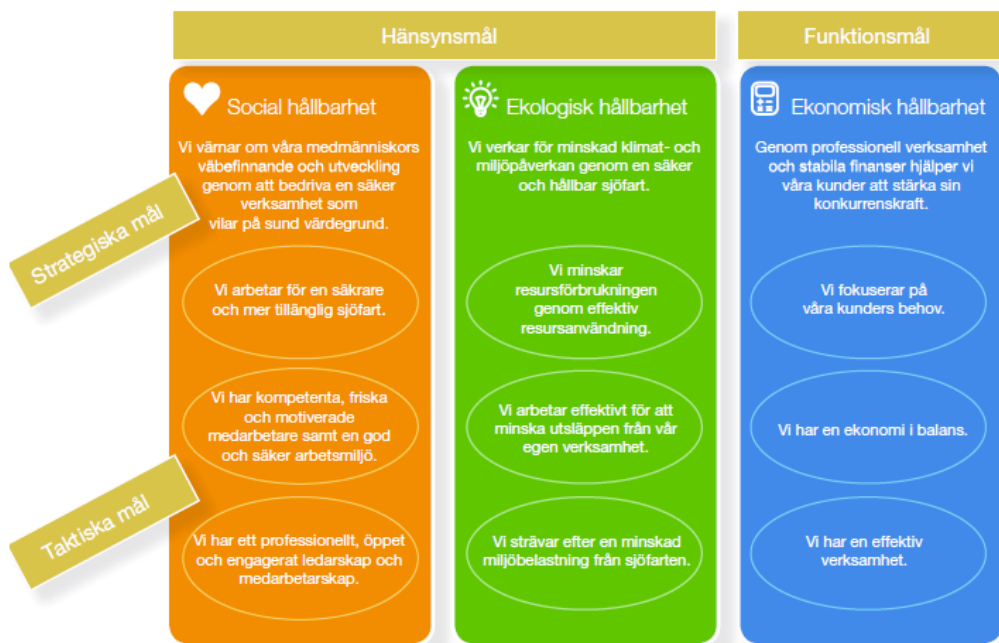 Hänsynsmål
Funktionsmål
Social hållbarhet
Vi värnar om våra medmänniskors
väbefinnande och utveckling
genom att bedriva en säker
verksamhet som
vilar på sund värdegrund.
Vi arbetar för en säkrare
och mer tillänglig sjöfart.
Vi har kompetenta, friska
och motiverade
medarbetare samt en god
och säker arbetsmiljö.
Vi har ett professionellt, öppet
och engagerat ledarskap och
medarbetarskap.
Ekologisk hållbarhet
Vi verkar för minskad klimat- och
miljöpåverkan genom en säker
och hållbar sjöfart.
Vi minskar
resursförbrukningen
genom effektiv
resursanvändning.
Vi arbetar effektivt för att
minska utsläppen från vår
egen verksamhet.
Vi strävar efter en minskad
miljöbelastning från sjöfarten.
Ekonomisk hållbarhet
Genom professionell verksamhet
och stabila finanser hjälper vi
våra kunder att stärka sin
konkurrenskraft.
Vi fokuserar på
våra kunders behov.
Vi har en ekonomi i balans.
Vi har en effektiv
verksamhet.
Strategiska mål
Taktiska mål